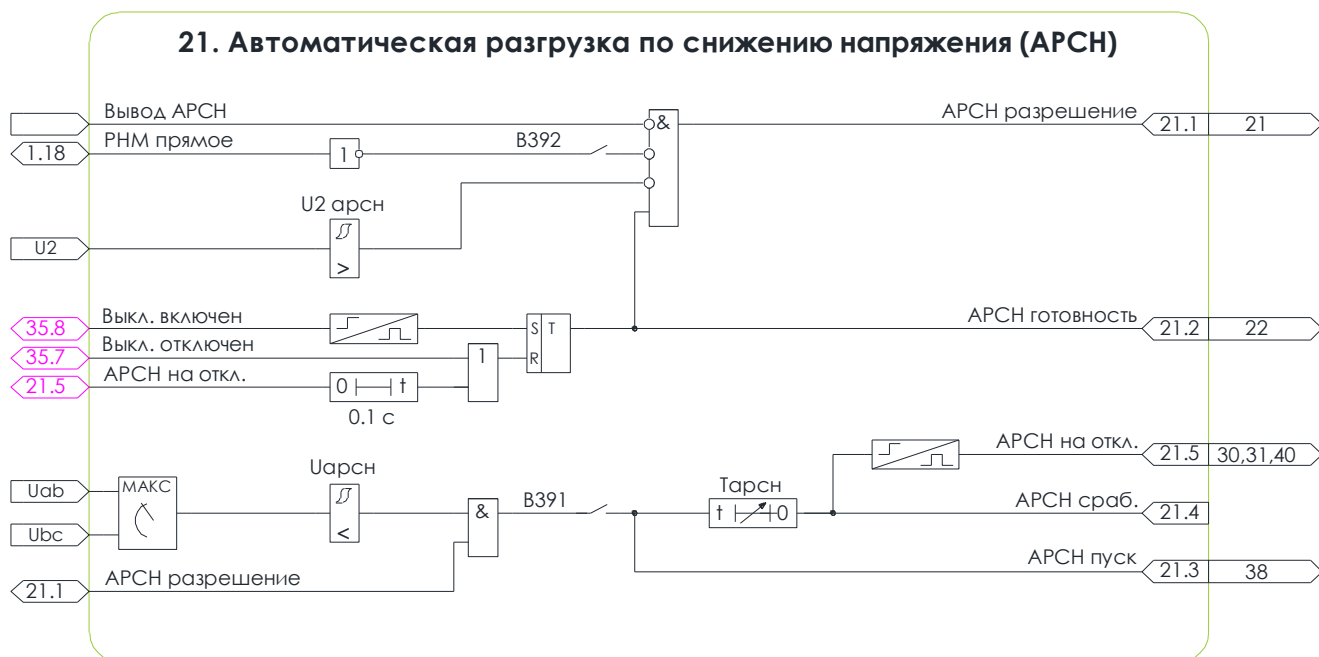 21. Автоматическая разгрузка по снижению напряжения (АРСН)
Вывод АРСН
АРСН разрешение
21.1
21
&
1.18
РНМ прямое
1
В392
U2 арсн
U2
>
35.8
Выкл. включен
S
T
АРСН готовность
21.2
22
35.7
Выкл. отключен
R
1
21.5
АРСН на откл.
0
t
0.1 с
АРСН на откл.
21.5
30,31,40
Uab
МАКС
Uарсн
<
&
В391
Тарсн
t
0
АРСН сраб.
21.4
Ubc
АРСН пуск
21.3
38
21.1
АРСН разрешение